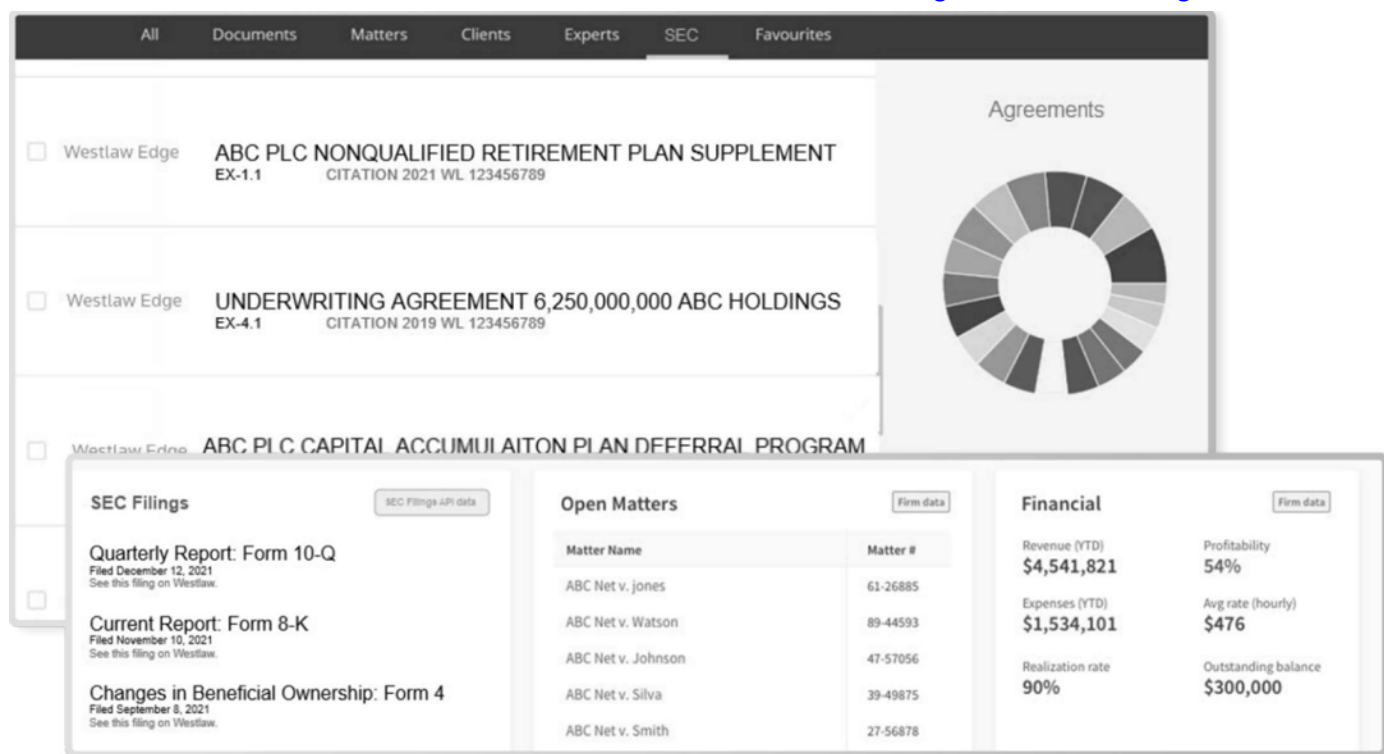 All Documents Matters Clients Experts SEC Favourites
Agreements
Westlaw Edge ABC PLC NONQUALIFIED RETIREMENT PLAN SUPPLEMENT
EX-1.1 CITATION 2021 WL 123456789
Westlaw Edge UNDERWRITING AGREEMENT 6,250,000,000 ABC HOLDINGS
EX-4.1 CITATION 2019 WL 123456789
Westlaw Edge ABC PLC CAPITAL ACCUMULAITON PLAN DEFERRAL PROGRAM
SEC Filings SEC Filings API data
Quarterly Report: Form 10-Q
Filed December 12, 2021
See this filing on Westlaw.
Current Report: Form 8-K
Filed November 10, 2021
See this filing on Westlaw.
Changes in Beneficial Ownership: Form 4
Filed September 8, 2021
See this filing on Westlaw.
Open Matters Firm data
Matter Name Matter #
ABC Net v. jones 61-26885
ABC Net v. Watson 89-44593
ABC Net v. Johnson 47-57056
ABC Net v. Silva 39-49875
ABC Net v. Smith 27-56878
Financial Firm data
Revenue (YTD) Profitability
$4,541,821 54%
Expenses (YTD) Avg rate (hourly)
$1,534,101 $476
Realization rate Outstanding balance
90% $300,000